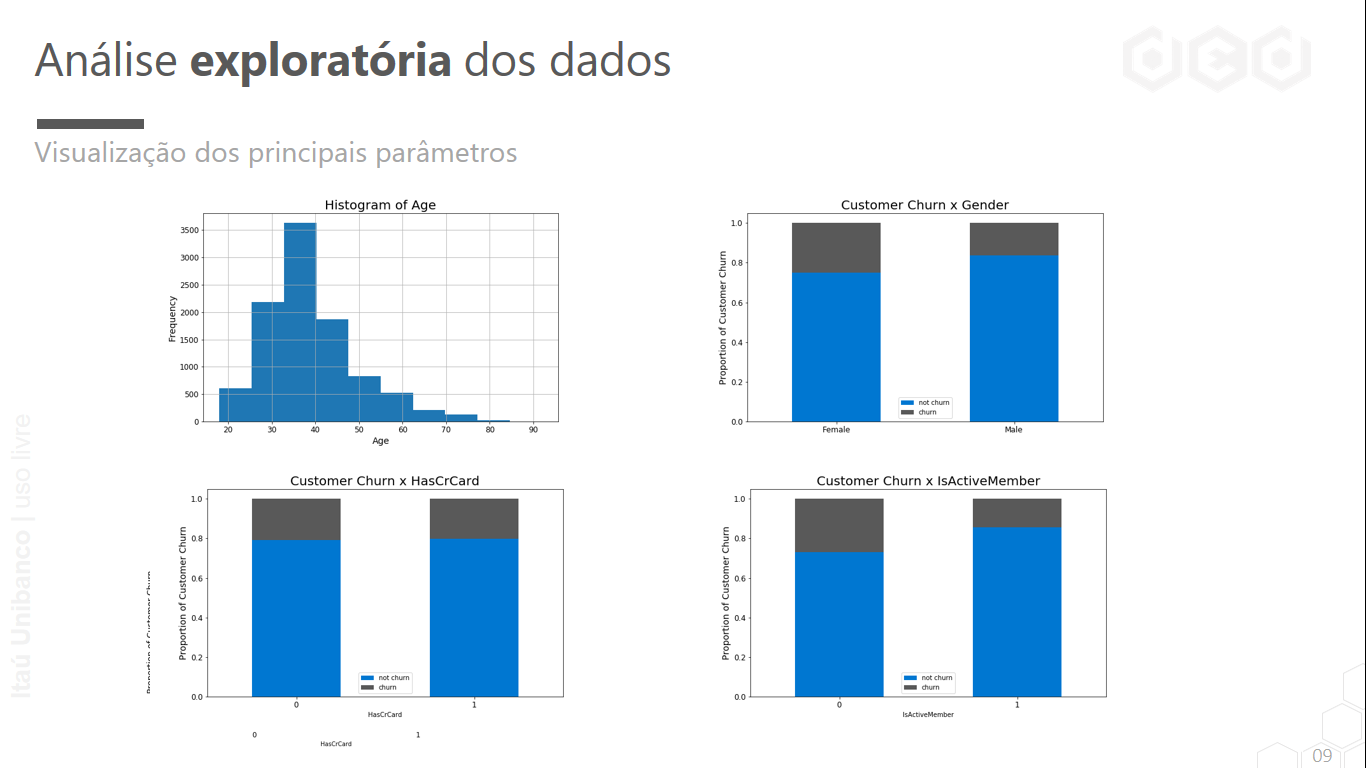 Análise exploratória dos dados
Visualização dos principais parâmetros
Histogram of Age
3500
3000
2500
2000
1500
1000
500
0
Frequency
20 30 40 50 60 70 80 90
Age
Customer Churn x Gender
1.0
0.8
0.6
0.4
0.2
0.0
Proportion of Customer Churn
not churn
churn
Female Male
Customer Churn x HasCrCard
1.0
0.8
0.6
0.4
0.2
0.0
Proportion of Customer Churn
Proportion of Customer Churn
not churn
churn
0 1
HasCrCard
0 1
HasCrCard
Customer Churn x IsActiveMember
1.0
0.8
0.6
0.4
0.2
0.0
Proportion of Customer Churn
not churn
churn
0 1
IsActiveMember
Itaú Unibanco | uso livre
09